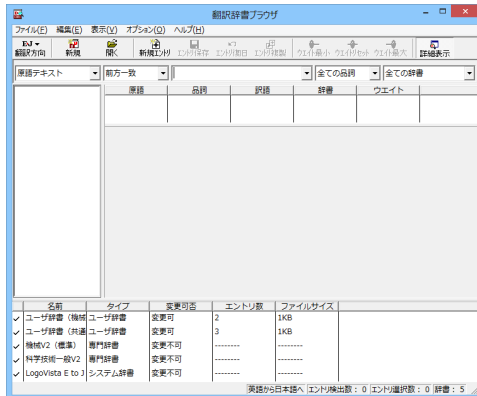 翻訳辞書ブラウザ
ファイル(F) 編集(E) 表示(V) オプション(O) ヘルプ(H)
EJ
翻訳方向 新規 開く 新規エントリ エントリ保存 エントリ削除 エントリ複製 ウエイト最小 ウエイトリセット ウエイト最大 詳細表示
原語テキスト 前方一致 全ての品詞 全ての辞書
原語 品詞 訳語 辞書 ウエイト
名前 タイプ 変更可否 エントリ数 ファイルサイズ
ユーザ辞書（機械 ユーザ辞書 変更可 2 1KB
ユーザ辞書（共通 ユーザ辞書 変更可 3 1KB
機械V2（標準） 専門辞書 変更不可 -------- --------
科学技術一般V2 専門辞書 変更不可 -------- --------
LogoVista E to J システム辞書 変更不可 -------- --------
英語から日本語へ エントリ検出数： 0 エントリ選択数： 0 辞書： 5